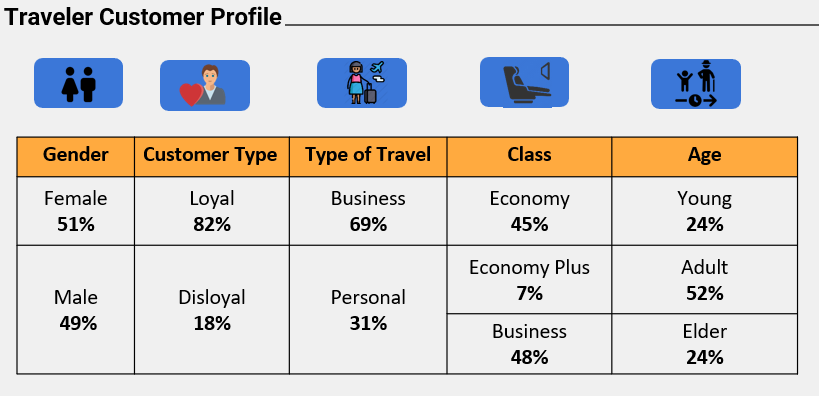 Traveler Customer Profile
Gender Customer Type Type of Travel Class Age
Female Loyal Business Economy Young
51% 82% 69% 45% 24%
Male Disloyal Personal Economy Plus Adult
49% 18% 31% 7% 52%
Business Elder
48% 24%